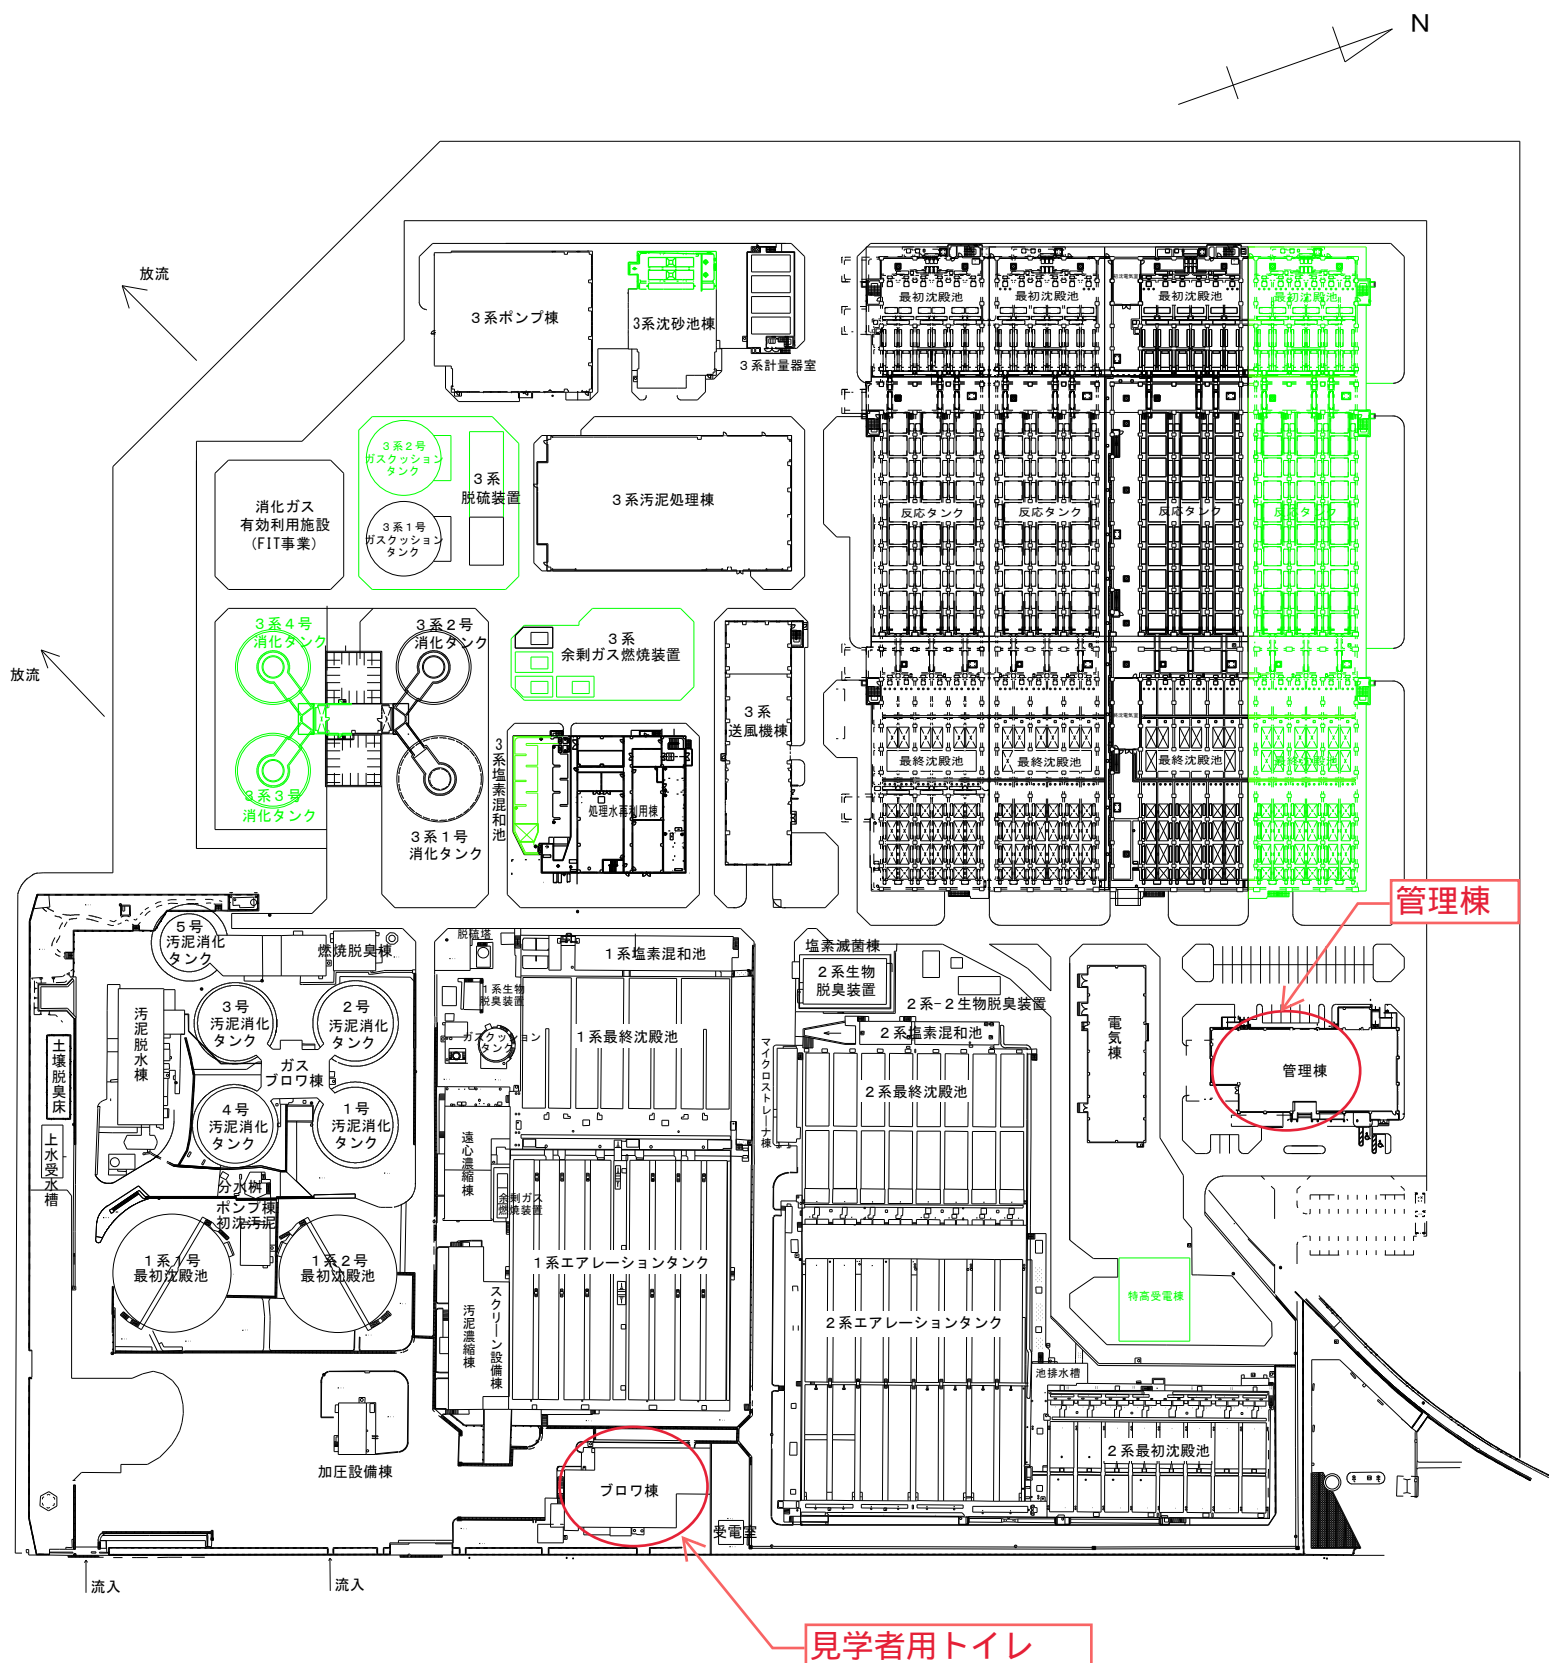 N
放流
3系ポンプ棟
3系沈砂池棟
3系計量器室
最初沈殿池
最初沈殿池
最初沈殿池
最初沈殿池
3系2号
ガスクッション
タンク
3系
脱硫装置
3系1号
ガスクッション
タンク
消化ガス
有効利用施設
(FIT事業)
3系汚泥処理棟
反応タンク
反応タンク
反応タンク
反応タンク
放流
3系4号
消化タンク
3系2号
消化タンク
3系
余剰ガス燃焼装置
3系
送風機棟
3系3号
消化タンク
3系1号
消化タンク
3系塩素混和池
処理水再利用棟
最終沈殿池
最終沈殿池
最終沈殿池
最終沈殿池
管理棟
5号
汚泥消化
タンク
燃焼脱臭棟
脱硫塔
1系塩素混和池
塩素滅菌棟
2系生物
脱臭装置
2系-2生物脱臭装置
汚泥脱水棟
3号
汚泥消化
タンク
2号
汚泥消化
タンク
1系生物
脱臭装置
ガスクッション
タンク
1系最終沈殿池
マイクロストレーナ棟
2系塩素混和池
電気棟
管理棟
土壌脱臭床
ガス
ブロワ棟
2系最終沈殿池
4号
汚泥消化
タンク
1号
汚泥消化
タンク
上水受水槽
遠心濃縮棟
分水桝
ポンプ棟
初沈汚泥
余剰ガス
燃焼装置
1系1号
最初沈殿池
1系2号
最初沈殿池
1系エアレーションタンク
汚泥濃縮棟
スクリーン設備棟
2系エアレーションタンク
特高受電棟
池排水槽
加圧設備棟
ブロワ棟
2系最初沈殿池
受電室
流入
流入
見学者用トイレ